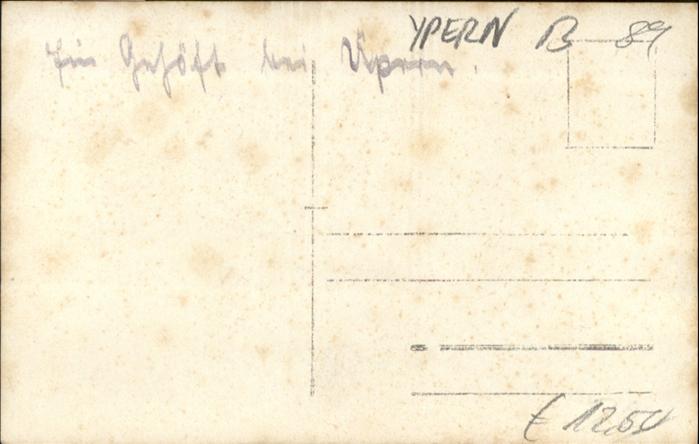 YPERN B 89
Ein Gehöft bei Ypern.
€ 12,50